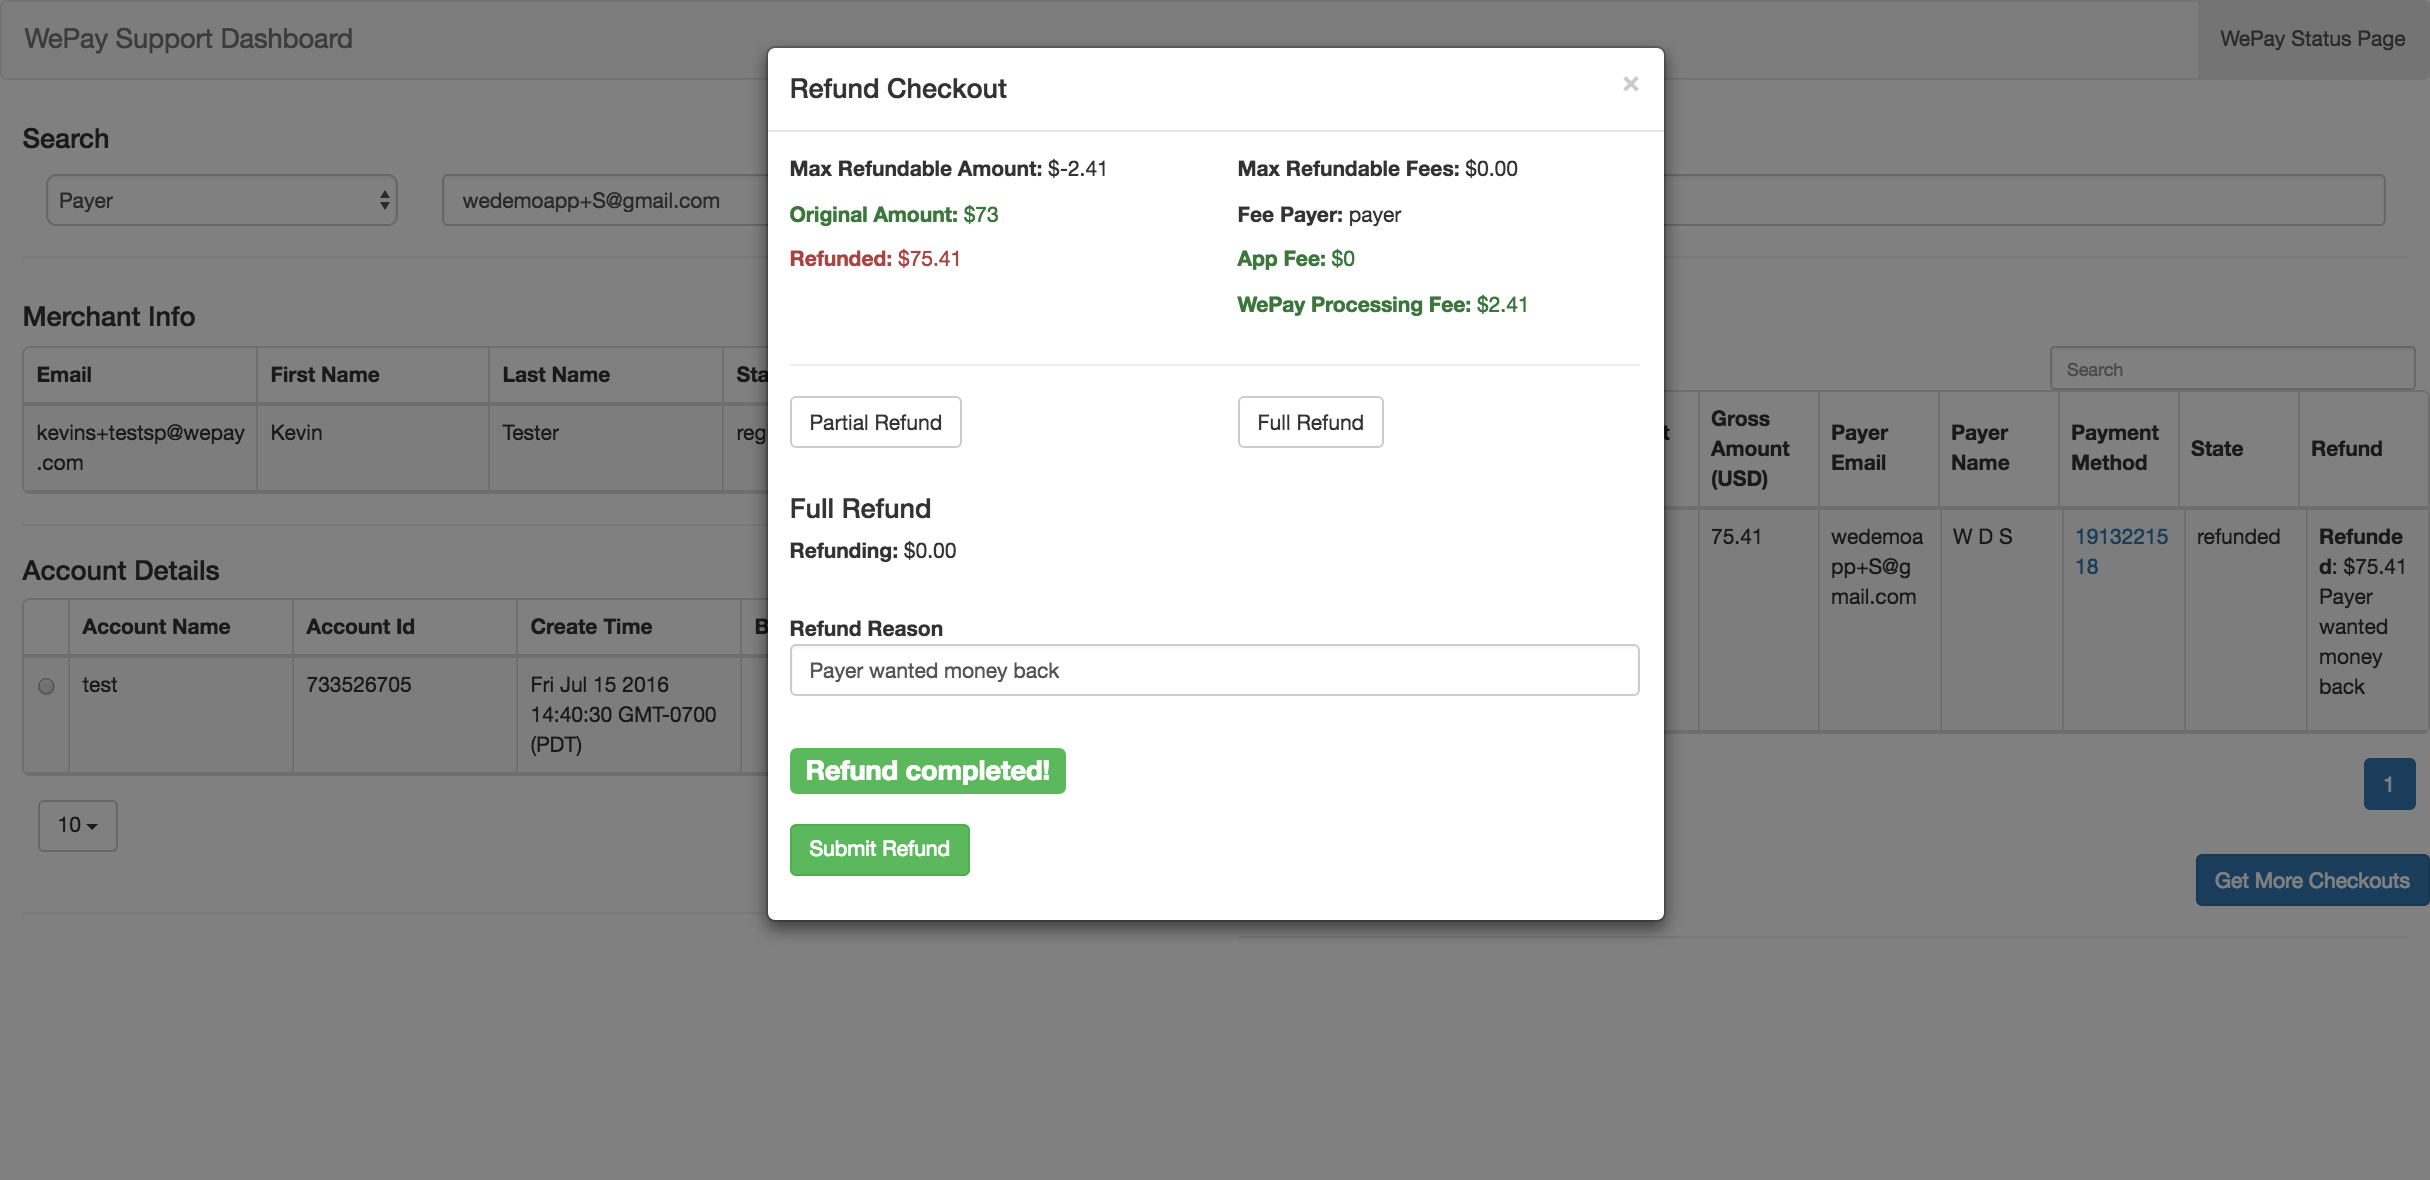 WePay Support Dashboard
WePay Status Page
Search
Payer
wedemoapp+S@gmail.com
Merchant Info
Email
First Name
Last Name
Sta
kevins+testsp@wepay
.com
Kevin
Tester
reg
Account Details
Account Name
Account Id
Create Time
B
test
733526705
Fri Jul 15 2016
14:40:30 GMT-0700
(PDT)
10
Refund Checkout
×
Max Refundable Amount: $-2.41
Original Amount: $73
Refunded: $75.41
Max Refundable Fees: $0.00
Fee Payer: payer
App Fee: $0
WePay Processing Fee: $2.41
Partial Refund
Full Refund
Full Refund
Refunding: $0.00
Refund Reason
Payer wanted money back
Refund completed!
Submit Refund
Search
t
Gross
Amount
(USD)
Payer
Email
Payer
Name
Payment
Method
State
Refund
75.41
wedemoa
pp+S@g
mail.com
W D S
19132215
18
refunded
Refunde
d: $75.41
Payer
wanted
money
back
1
Get More Checkouts